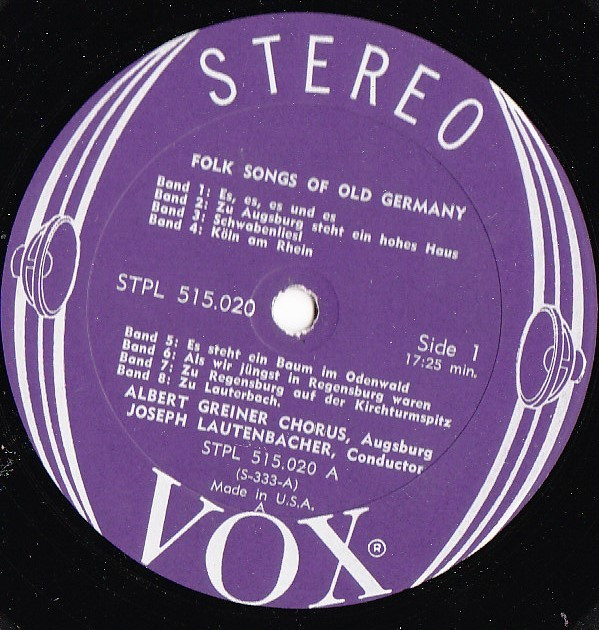 STEREO
FOLK SONGS OF OLD GERMANY
Band 1: Es, es, es und es
Band 2: Zu Augsburg steht ein hohes Haus
Band 3: Schwabenliesl
Band 4: Köln am Rhein
STPL 515.020
Side 1
17:25 min.
Band 5: Es steht ein Baum im Odenwald
Band 6: Als wir jüngst in Regensburg waren
Band 7: Zu Regensburg auf der Kirchturmspitz
Band 8: Zu Lauterbach.
ALBERT GREINER CHORUS, Augsburg
JOSEPH LAUTENBACHER, Conductor
STPL 515.020 A
(S-333-A)
Made in U.S.A.
A
VOX®